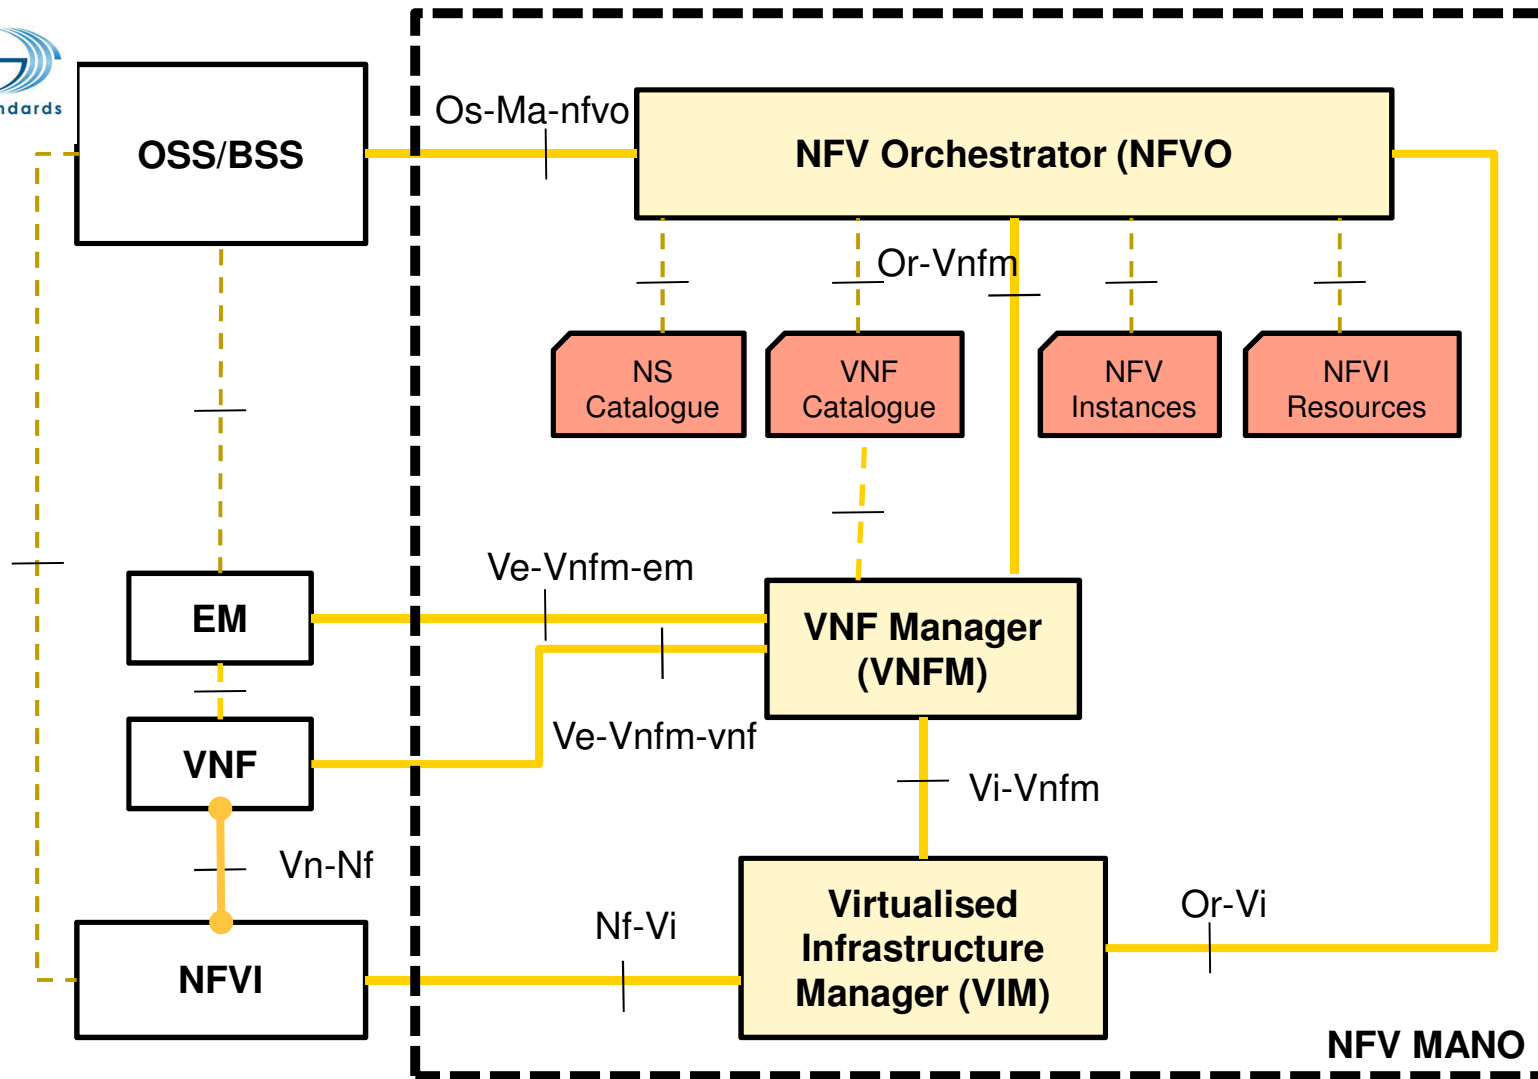 ndards
Os-Ma-nfvo
OSS/BSS
NFV Orchestrator (NFVO
Or-Vnfm
NS
Catalogue
VNF
Catalogue
NFV
Instances
NFVI
Resources
Ve-Vnfm-em
EM
VNF Manager
(VNFM)
Ve-Vnfm-vnf
VNF
Vi-Vnfm
Vn-Nf
Virtualised
Infrastructure
Manager (VIM)
Or-Vi
Nf-Vi
NFVI
NFV MANO